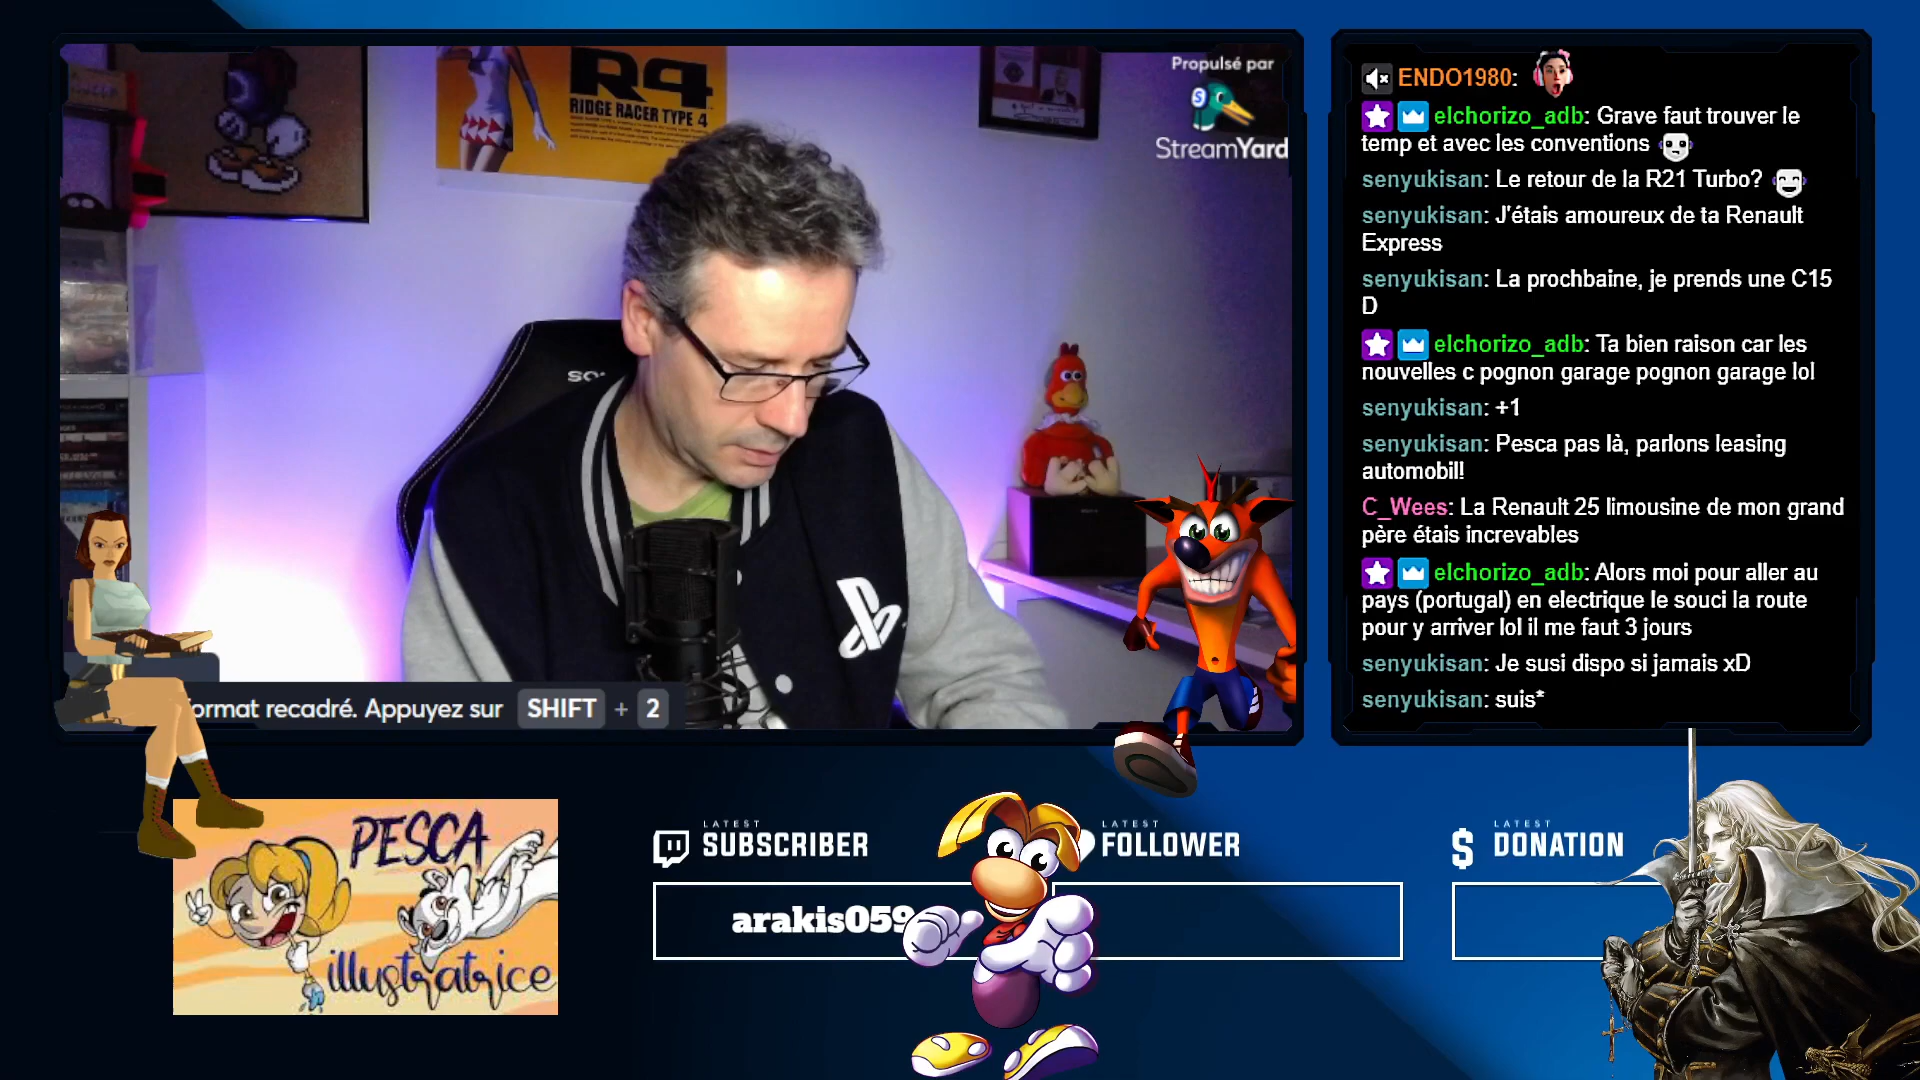 R4
RIDGE RACER TYPE 4
Propulsé par
StreamYard
ormat recadré. Appuyez sur SHIFT + 2
ENDO1980:
elchorizo_adb: Grave faut trouver le
temp et avec les conventions
senyukisan: Le retour de la R21 Turbo?
senyukisan: J'étais amoureux de ta Renault
Express
senyukisan: La prochbaine, je prends une C15
D
elchorizo_adb: Ta bien raison car les
nouvelles c pognon garage pognon garage lol
senyukisan: +1
senyukisan: Pesca pas là, parlons leasing
automobil!
C_Wees: La Renault 25 limousine de mon grand
père étais increvables
elchorizo_adb: Alors moi pour aller au
pays (portugal) en electrique le souci la route
pour y arriver lol il me faut 3 jours
senyukisan: Je susi dispo si jamais xD
senyukisan: suis*
PESCA
illustratrice
LATEST
SUBSCRIBER
arakis059
LATEST
FOLLOWER
$
LATEST
DONATION